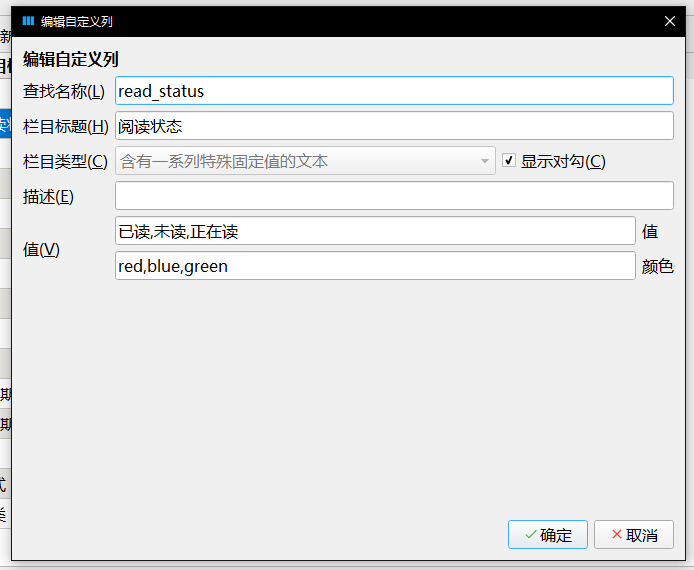 编辑自定义列
编辑自定义列
查找名称(L) read_status
栏目标题(H) 阅读状态
栏目类型(C) 含有一系列特殊固定值的文本 显示对勾(C)
描述(E)
值(V)
已读,未读,正在读 值
red,blue,green 颜色
确定 取消